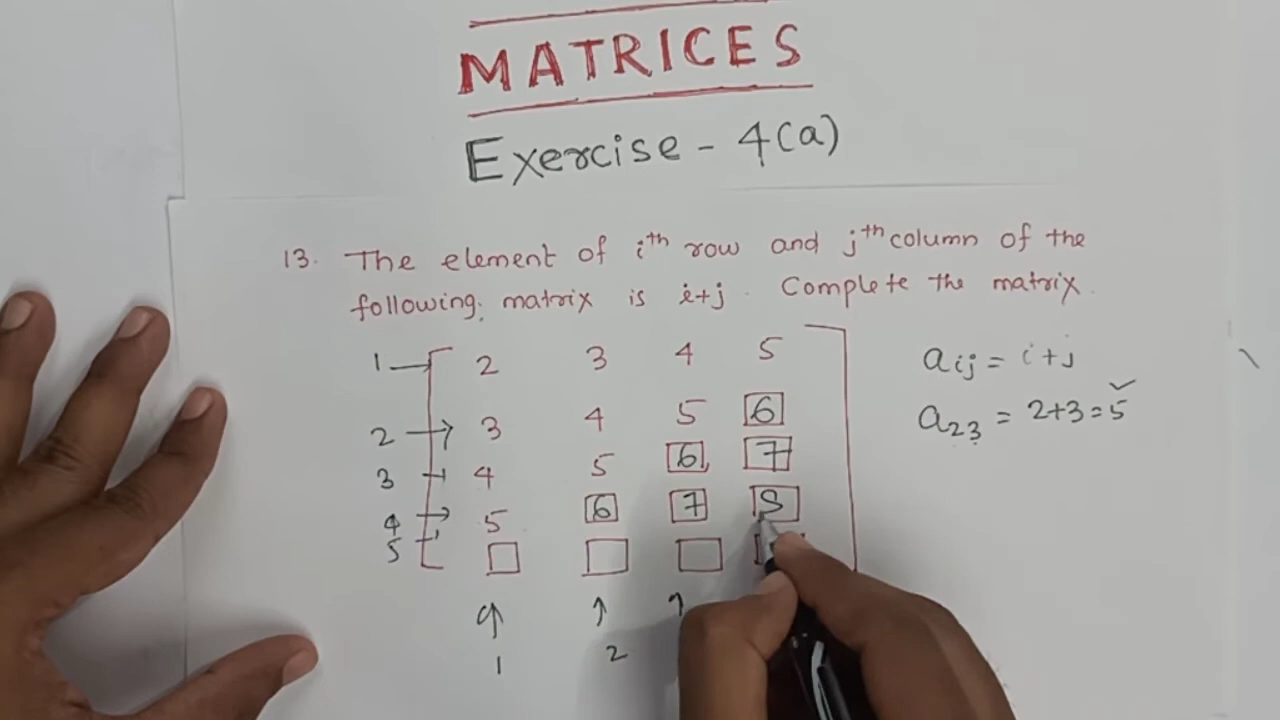 MATRICES
Exercise - 4(a)
13. The element of ith row and jth column of the
following matrix is i+j. Complete the matrix.
1 → 2 3 4 5
aij = i+j
2 → 3 4 5 6
a23 = 2+3=5 ✓
3 → 4 5 6 7
4 → 5 6 7 8
5 →
↑ ↑ ↑
1 2